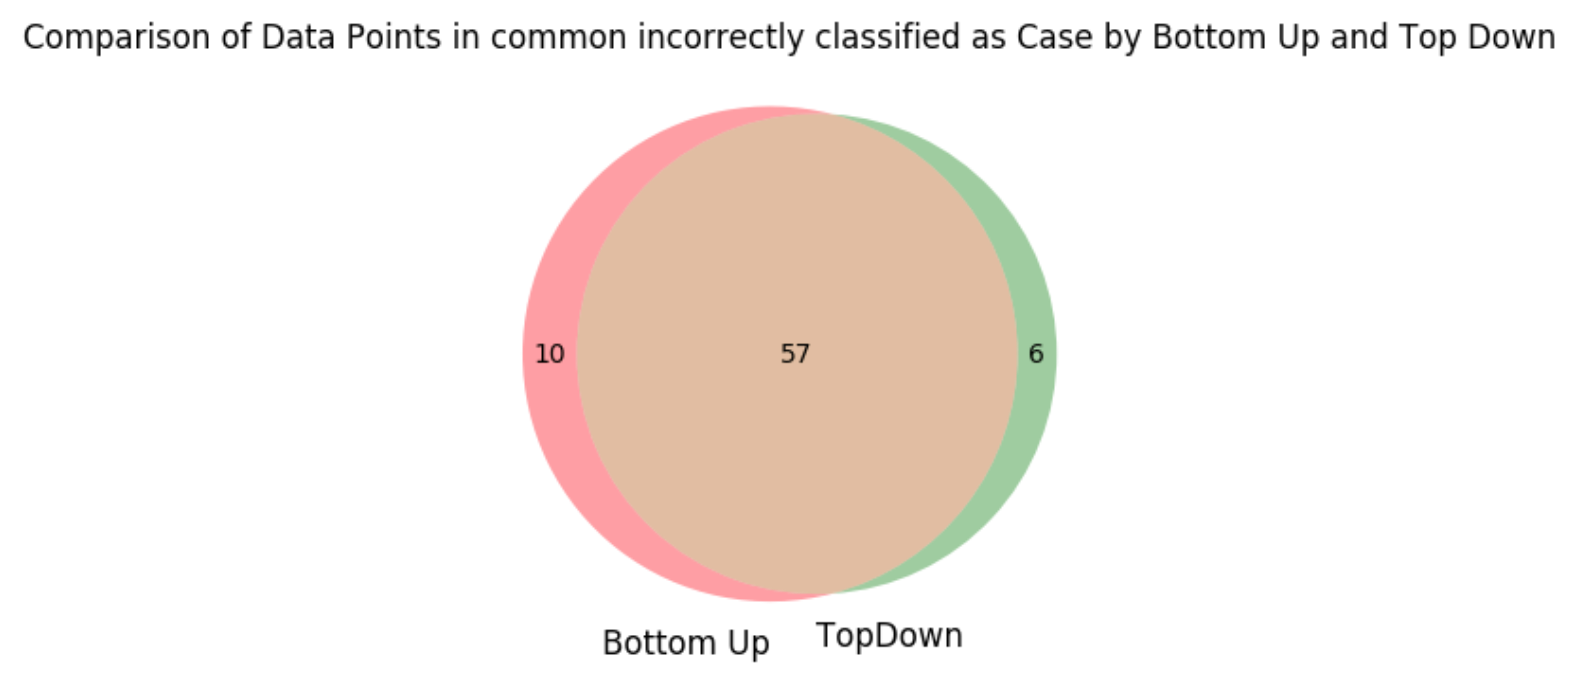 Comparison of Data Points in common incorrectly classified as Case by Bottom Up and Top Down
10
57
6
Bottom Up
TopDown